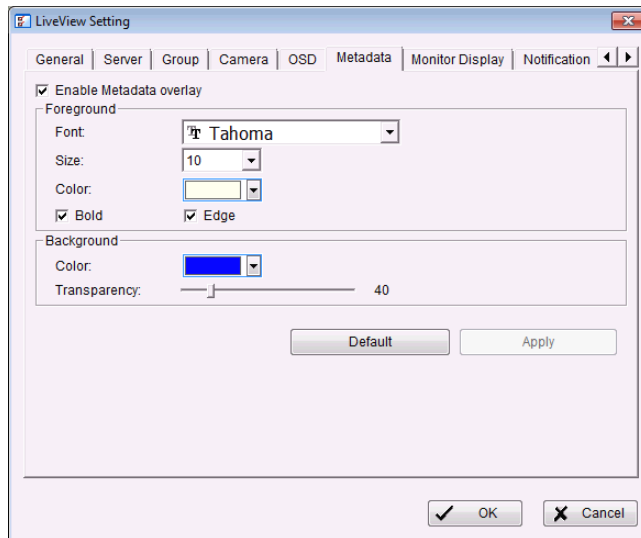 LiveView Setting
General Server Group Camera OSD Metadata Monitor Display Notification
Enable Metadata overlay
Foreground
Font: Tahoma
Size: 10
Color:
Bold Edge
Background
Color:
Transparency: 40
Default Apply
OK Cancel